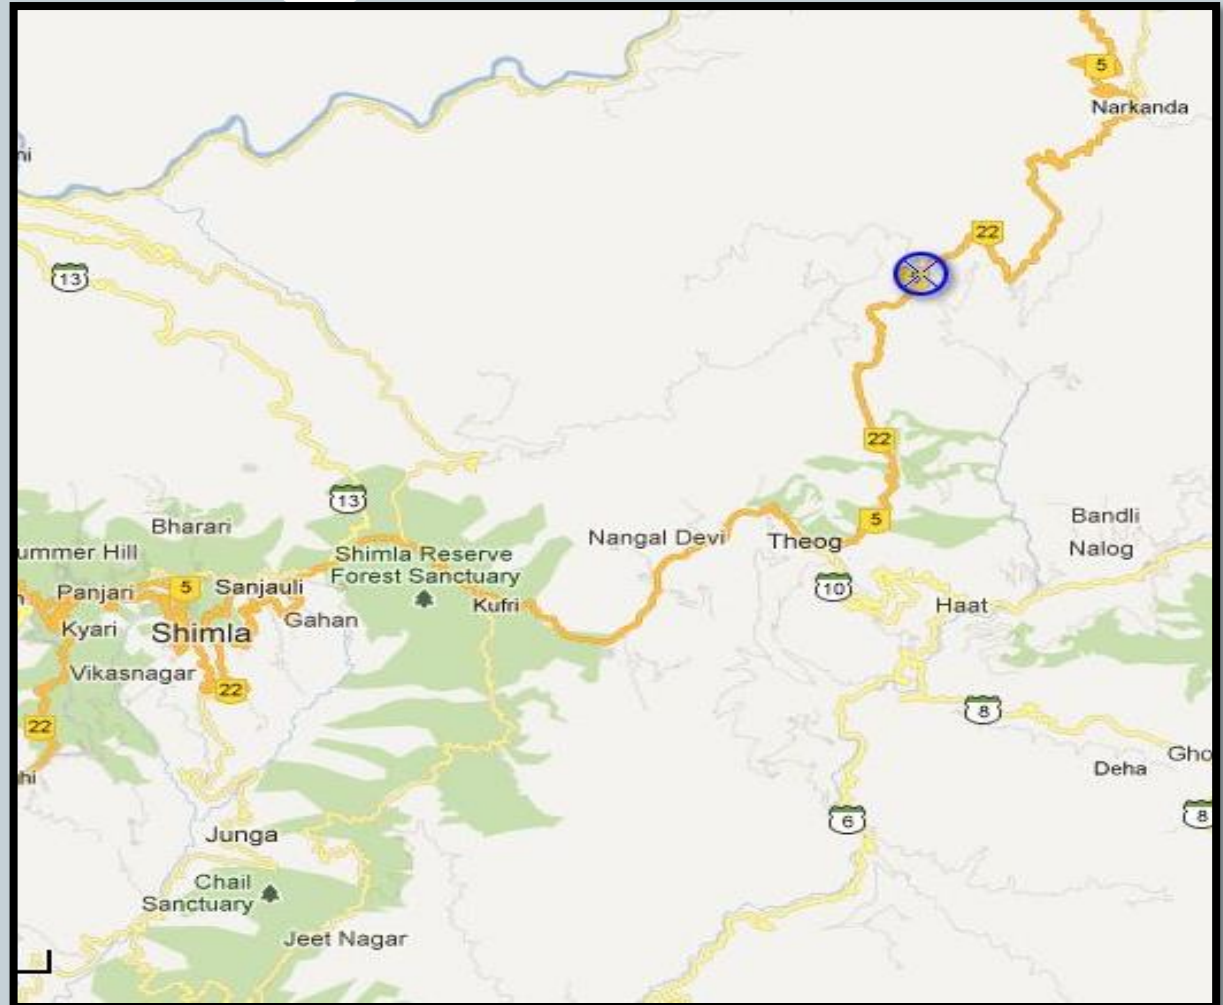 5
Narkanda
22
13
22
13
5
Bandli
Nalog
Nangal Devi
Theog
Bharari
ummer Hill
Shimla Reserve
Forest Sanctuary
10
Panjari
5
Sanjauli
Kufri
Haat
Gahan
Kyari
Shimla
Vikasnagar
22
8
22
Gho
Deha
hi
6
8
Junga
Chail
Sanctuary
Jeet Nagar